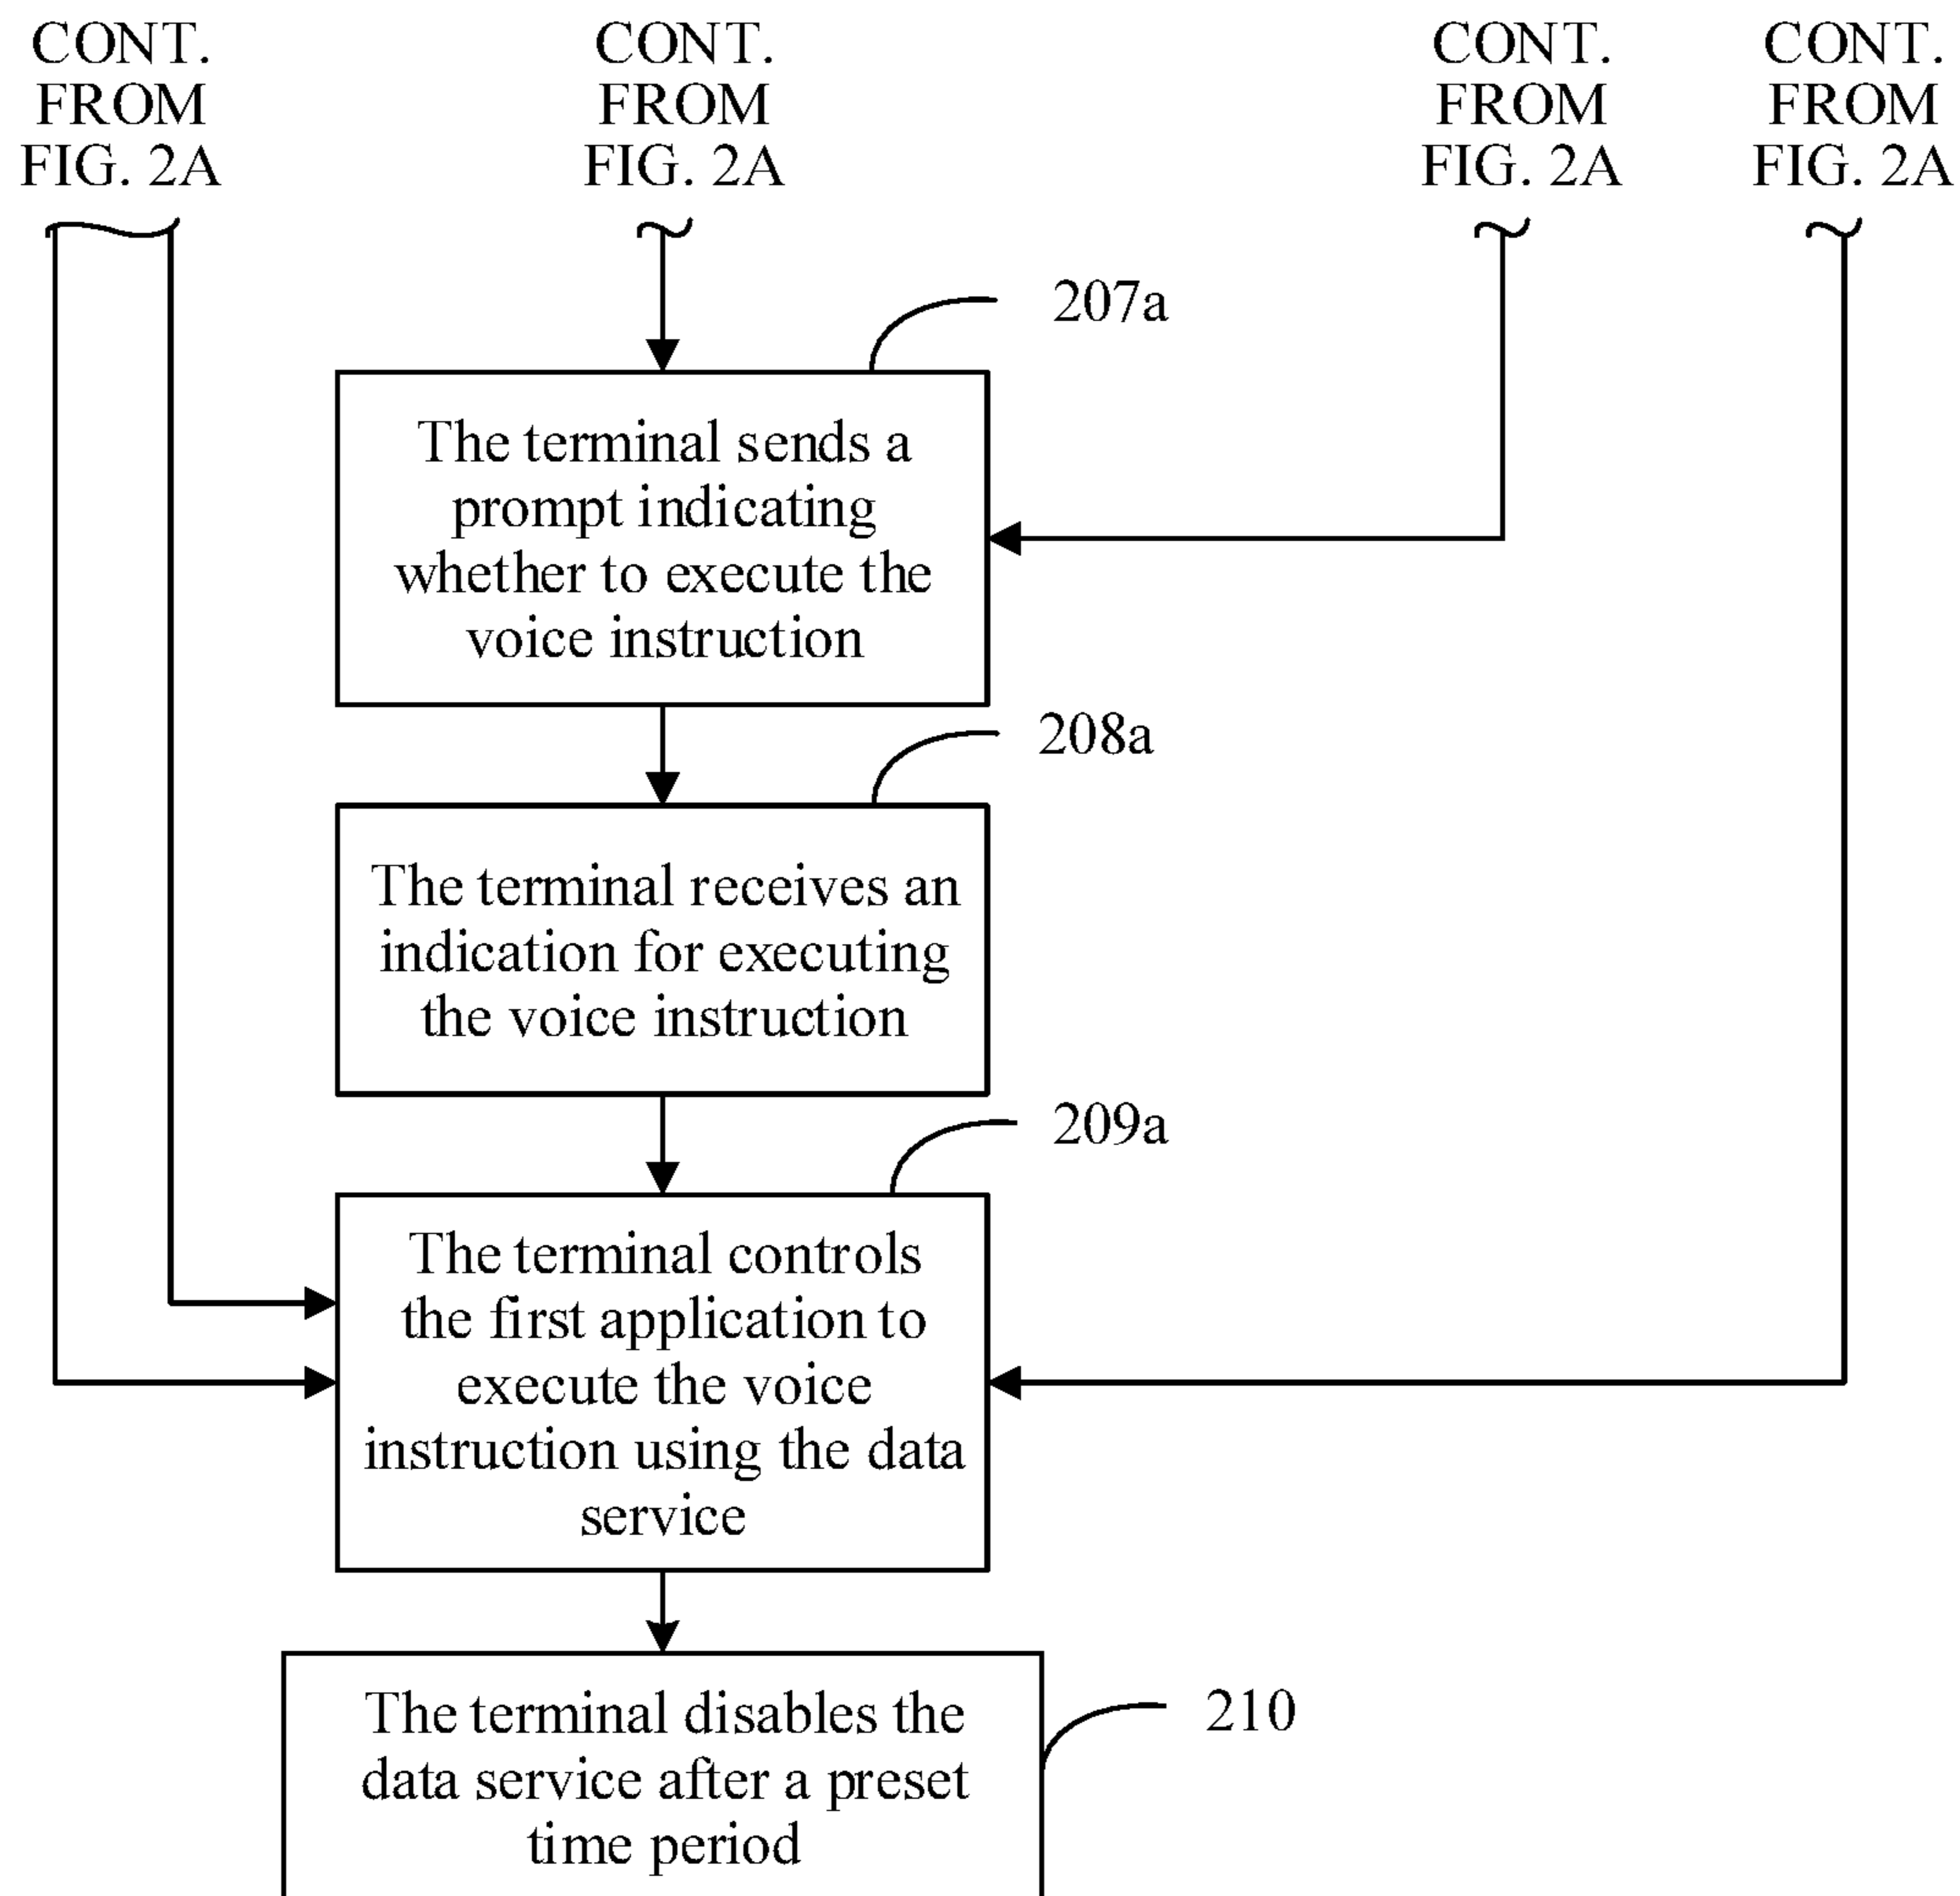 CONT.
FROM
FIG. 2A
CONT.
FROM
FIG. 2A
CONT.
FROM
FIG. 2A
CONT.
FROM
FIG. 2A
207a
The terminal sends a
prompt indicating
whether to execute the
voice instruction
208a
The terminal receives an
indication for executing
the voice instruction
209a
The terminal controls
the first application to
execute the voice
instruction using the data
service
210
The terminal disables the
data service after a preset
time period